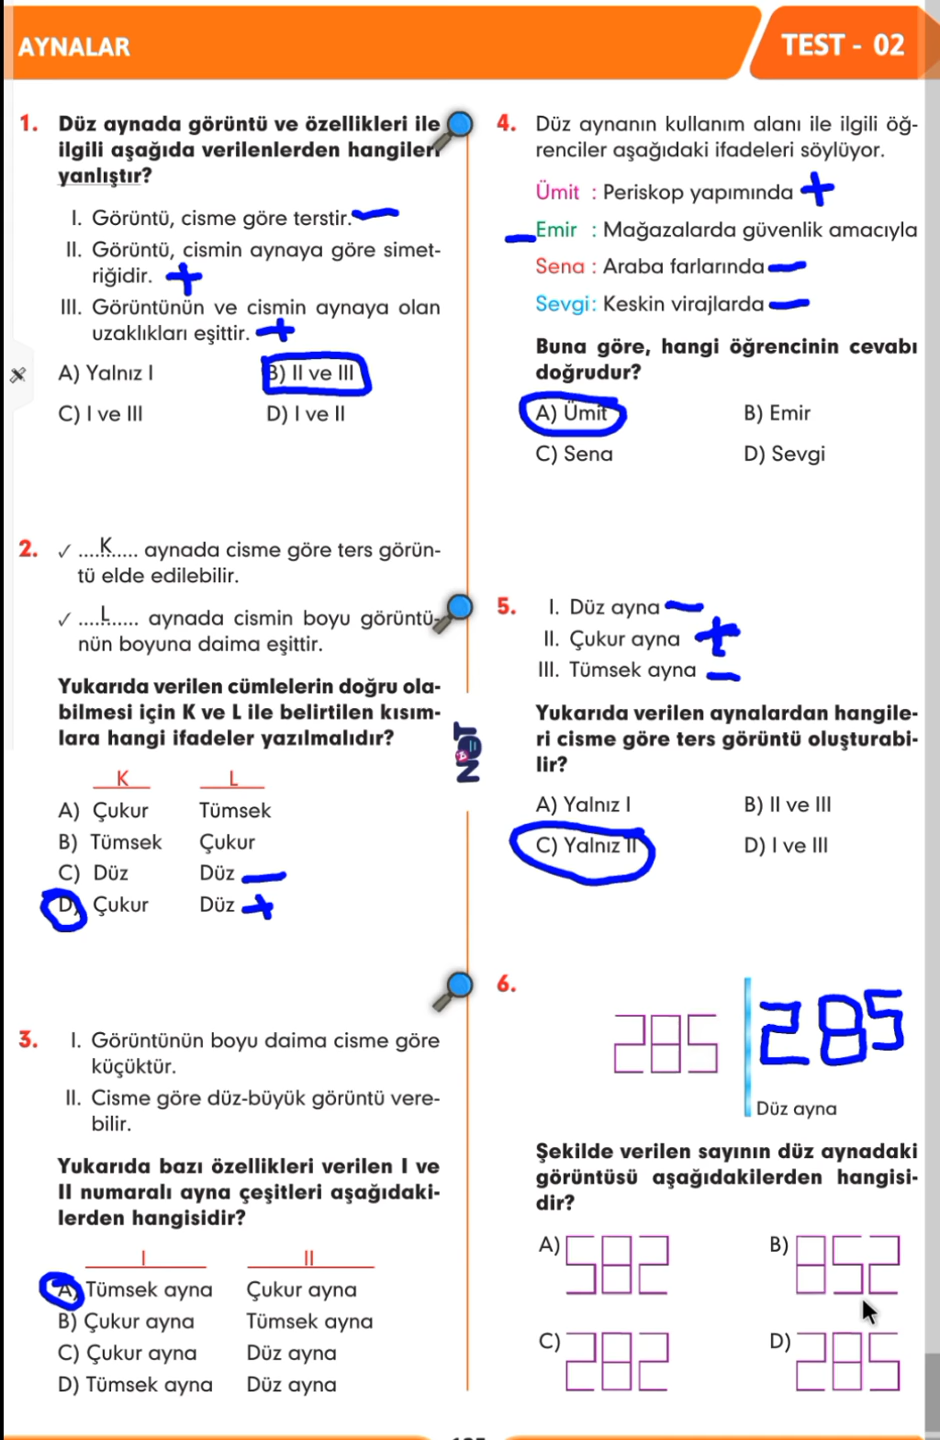 AYNALAR
TEST - 02
1. Düz aynada görüntü ve özellikleri ile
ilgili aşağıda verilenlerden hangileri
yanlıştır?
I. Görüntü, cisme göre terstir.
II. Görüntü, cismin aynaya göre simet-
riğidir.
III. Görüntünün ve cismin aynaya olan
uzaklıkları eşittir.
A) Yalnız I
B) II ve III
C) I ve III
D) I ve II
2. ✓ ....K...... aynada cisme göre ters görün-
tü elde edilebilir.
✓ ....L...... aynada cismin boyu görüntü-
nün boyuna daima eşittir.
Yukarıda verilen cümlelerin doğru ola-
bilmesi için K ve L ile belirtilen kısım-
lara hangi ifadeler yazılmalıdır?
K L
A) Çukur Tümsek
B) Tümsek Çukur
C) Düz Düz
D) Çukur Düz
3. I. Görüntünün boyu daima cisme göre
küçüktür.
II. Cisme göre düz-büyük görüntü vere-
bilir.
Yukarıda bazı özellikleri verilen I ve
II numaralı ayna çeşitleri aşağıdaki-
lerden hangisidir?
I II
A) Tümsek ayna Çukur ayna
B) Çukur ayna Tümsek ayna
C) Çukur ayna Düz ayna
D) Tümsek ayna Düz ayna
NOT
4. Düz aynanın kullanım alanı ile ilgili öğ-
renciler aşağıdaki ifadeleri söylüyor.
Ümit : Periskop yapımında
Emir : Mağazalarda güvenlik amacıyla
Sena : Araba farlarında
Sevgi : Keskin virajlarda
Buna göre, hangi öğrencinin cevabı
doğrudur?
A) Ümit
B) Emir
C) Sena
D) Sevgi
5. I. Düz ayna
II. Çukur ayna
III. Tümsek ayna
Yukarıda verilen aynalardan hangile-
ri cisme göre ters görüntü oluşturabi-
lir?
A) Yalnız I
B) II ve III
C) Yalnız II
D) I ve III
6.
285 285
Düz ayna
Şekilde verilen sayının düz aynadaki
görüntüsü aşağıdakilerden hangisi-
dir?
A) 582
B) 852
C) 282
D) 285